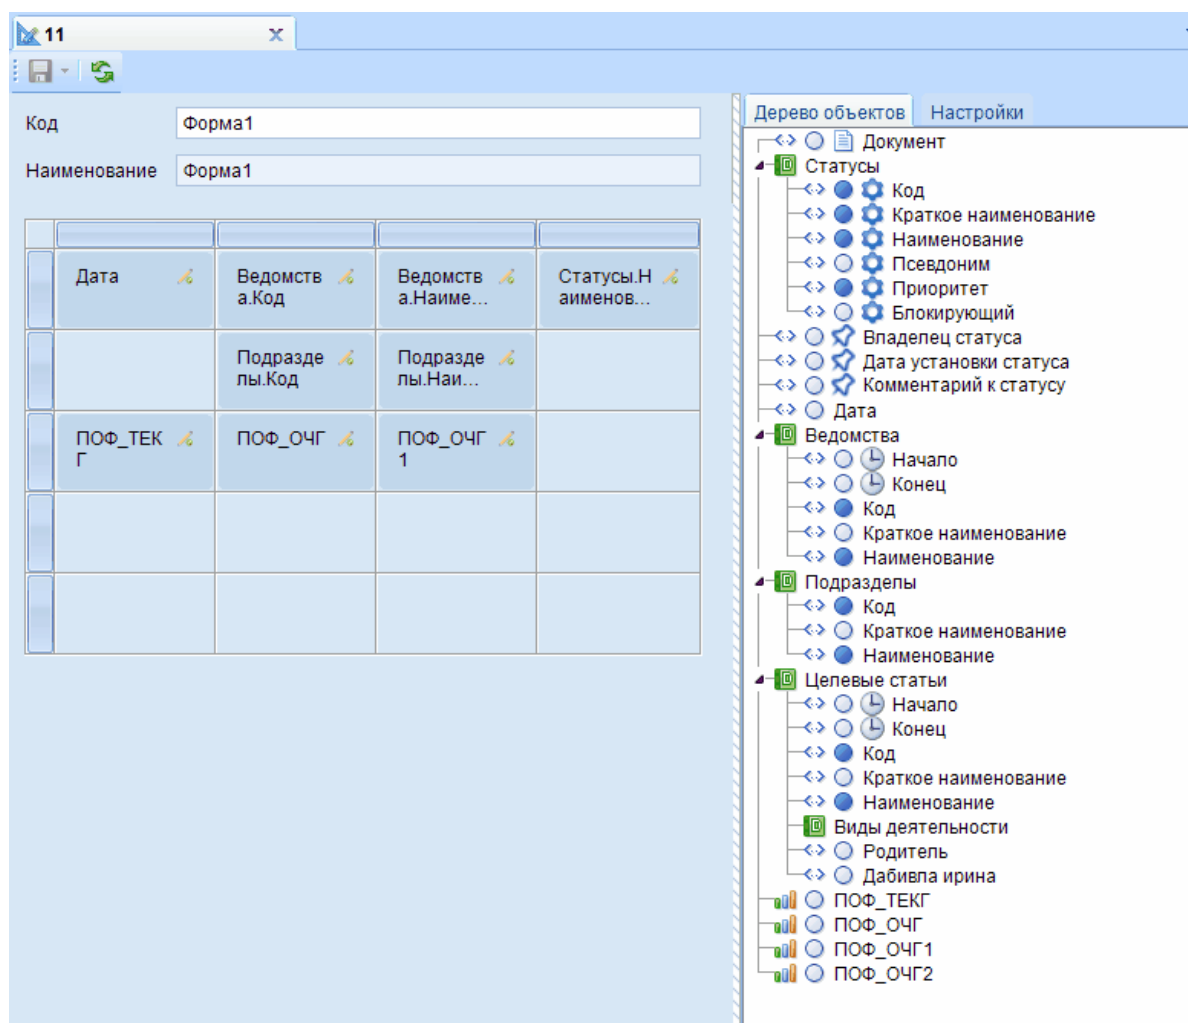 11
Код
Форма1
Наименование
Форма1
Дата
Ведомств
а.Код
Ведомств
а.Наиме...
Статусы.Н
аименов...
Подразде
лы.Код
Подразде
лы.Наи...
ПОФ_ТЕК
Г
ПОФ_ОЧГ
ПОФ_ОЧГ
1
Дерево объектов
Настройки
Документ
Статусы
Код
Краткое наименование
Наименование
Псевдоним
Приоритет
Блокирующий
Владелец статуса
Дата установки статуса
Комментарий к статусу
Дата
Ведомства
Начало
Конец
Код
Краткое наименование
Наименование
Подразделы
Код
Краткое наименование
Наименование
Целевые статьи
Начало
Конец
Код
Краткое наименование
Наименование
Виды деятельности
Родитель
Дабивла ирина
ПОФ_ТЕКГ
ПОФ_ОЧГ
ПОФ_ОЧГ1
ПОФ_ОЧГ2